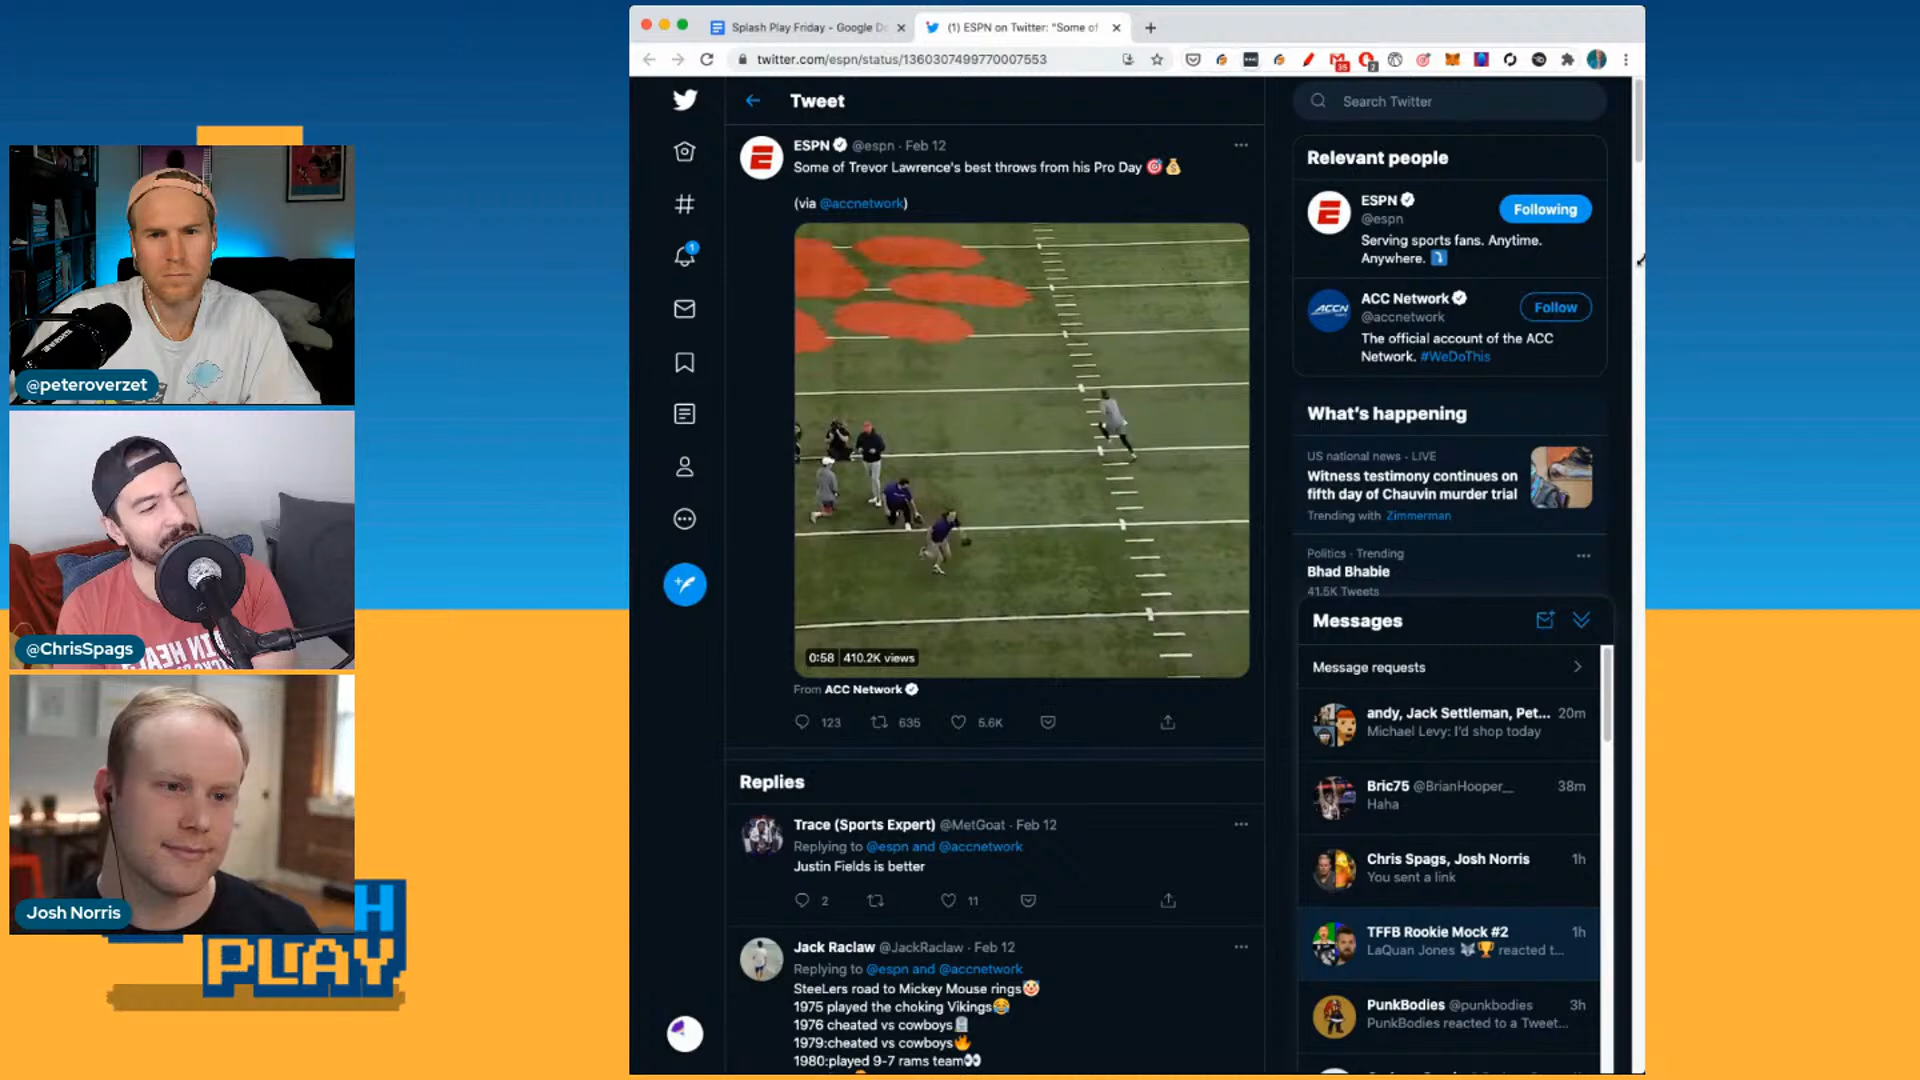 Splash Play Friday - Google Do
(1) ESPN on Twitter: "Some of
twitter.com/espn/status/1360307499770007553
Tweet
ESPN @espn · Feb 12
Some of Trevor Lawrence's best throws from his Pro Day 🎯💰
(via @accnetwork)
0:58 410.2K views
From ACC Network
123 635 5.6K
Replies
Trace (Sports Expert) @MetGoat · Feb 12
Replying to @espn and @accnetwork
Justin Fields is better
2 11
Jack Raclaw @JackRaclaw · Feb 12
Replying to @espn and @accnetwork
SteeLers road to Mickey Mouse rings🤡
1975 played the choking Vikings😂
1976 cheated vs cowboys🪦
1979:cheated vs cowboys🔥
1980:played 9-7 rams team👀
Search Twitter
Relevant people
ESPN
@espn
Following
Serving sports fans. Anytime.
Anywhere. ⤵️
ACCN
ACC Network
@accnetwork
Follow
The official account of the ACC
Network. #WeDoThis
What's happening
US national news · LIVE
Witness testimony continues on
fifth day of Chauvin murder trial
Trending with Zimmerman
Politics · Trending
Bhad Bhabie
41.5K Tweets
Messages
Message requests
andy, Jack Settleman, Pet... 20m
Michael Levy: I'd shop today
Bric75 @BrianHooper__ 38m
Haha
Chris Spags, Josh Norris 1h
You sent a link
TFFB Rookie Mock #2 1h
LaQuan Jones 🐺🏆 reacted t...
PunkBodies @punkbodies 3h
PunkBodies reacted to a Tweet...
@peteroverzet
@ChrisSpags
Josh Norris
PLAY